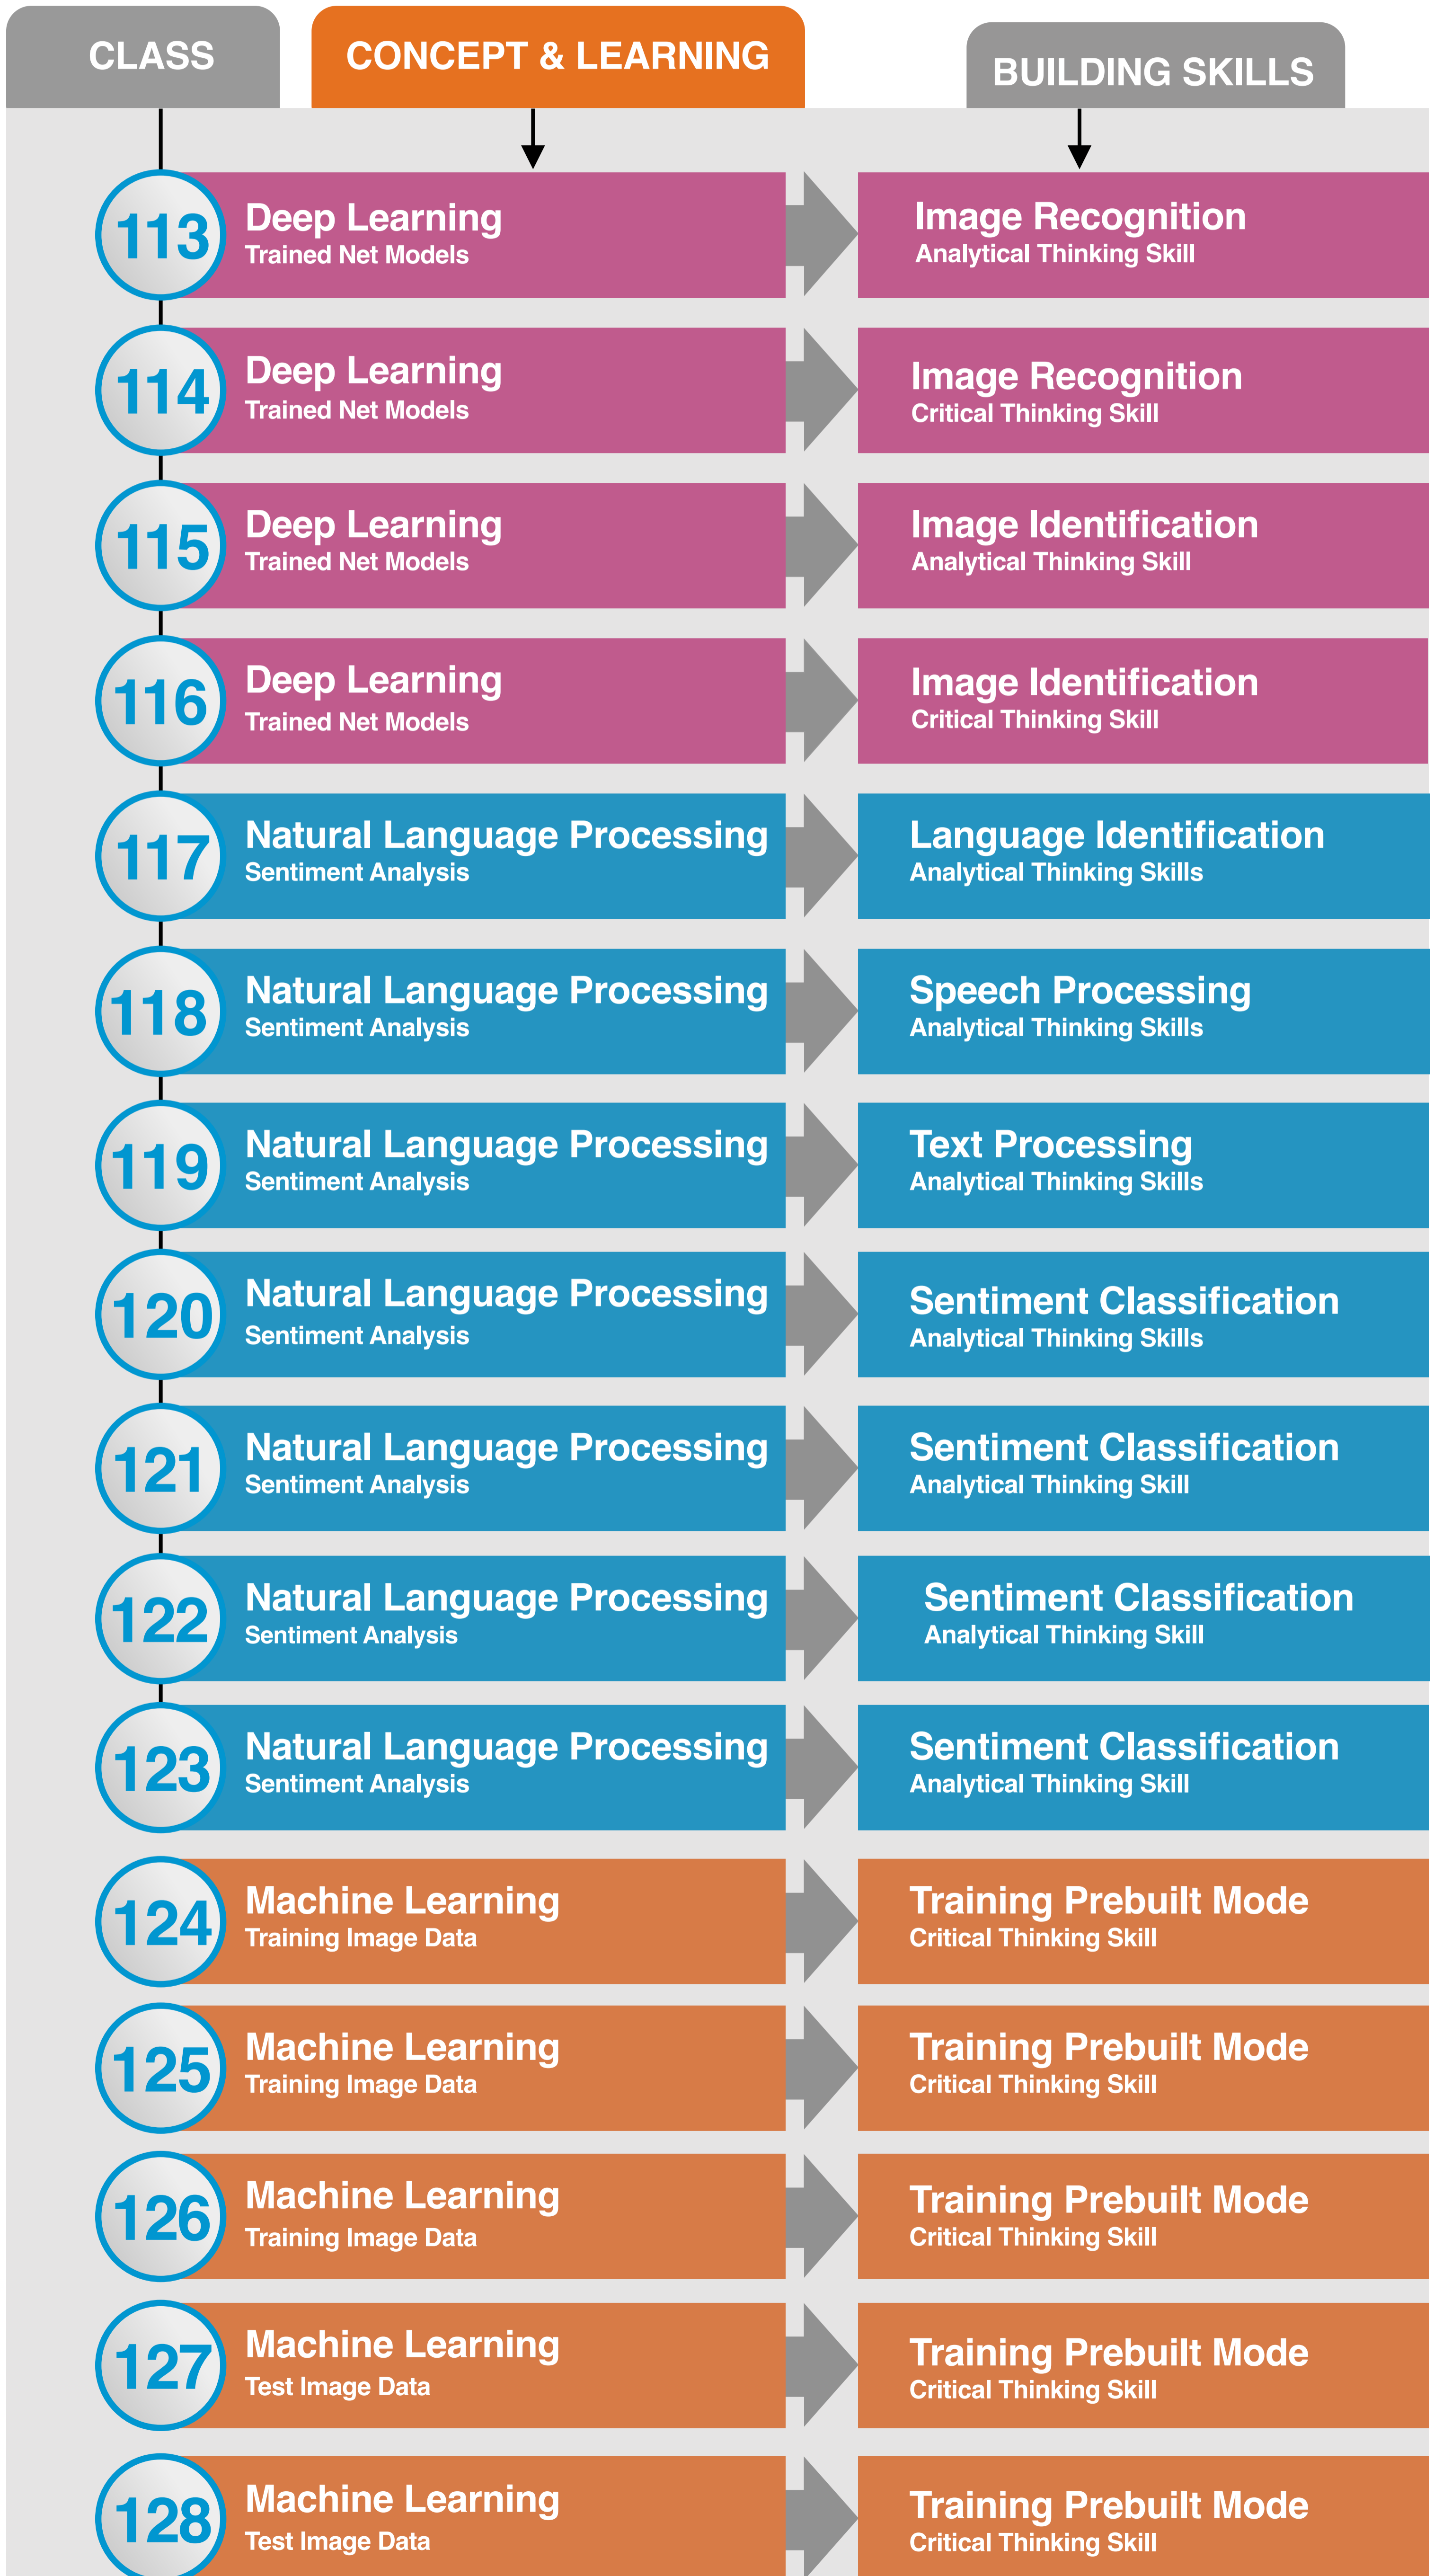 CLASS
CONCEPT & LEARNING
BUILDING SKILLS
113
Deep Learning
Trained Net Models
Image Recognition
Analytical Thinking Skill
114
Deep Learning
Trained Net Models
Image Recognition
Critical Thinking Skill
115
Deep Learning
Trained Net Models
Image Identification
Analytical Thinking Skill
116
Deep Learning
Trained Net Models
Image Identification
Critical Thinking Skill
117
Natural Language Processing
Sentiment Analysis
Language Identification
Analytical Thinking Skills
118
Natural Language Processing
Sentiment Analysis
Speech Processing
Analytical Thinking Skills
119
Natural Language Processing
Sentiment Analysis
Text Processing
Analytical Thinking Skills
120
Natural Language Processing
Sentiment Analysis
Sentiment Classification
Analytical Thinking Skills
121
Natural Language Processing
Sentiment Analysis
Sentiment Classification
Analytical Thinking Skill
122
Natural Language Processing
Sentiment Analysis
Sentiment Classification
Analytical Thinking Skill
123
Natural Language Processing
Sentiment Analysis
Sentiment Classification
Analytical Thinking Skill
124
Machine Learning
Training Image Data
Training Prebuilt Mode
Critical Thinking Skill
125
Machine Learning
Training Image Data
Training Prebuilt Mode
Critical Thinking Skill
126
Machine Learning
Training Image Data
Training Prebuilt Mode
Critical Thinking Skill
127
Machine Learning
Test Image Data
Training Prebuilt Mode
Critical Thinking Skill
128
Machine Learning
Test Image Data
Training Prebuilt Mode
Critical Thinking Skill